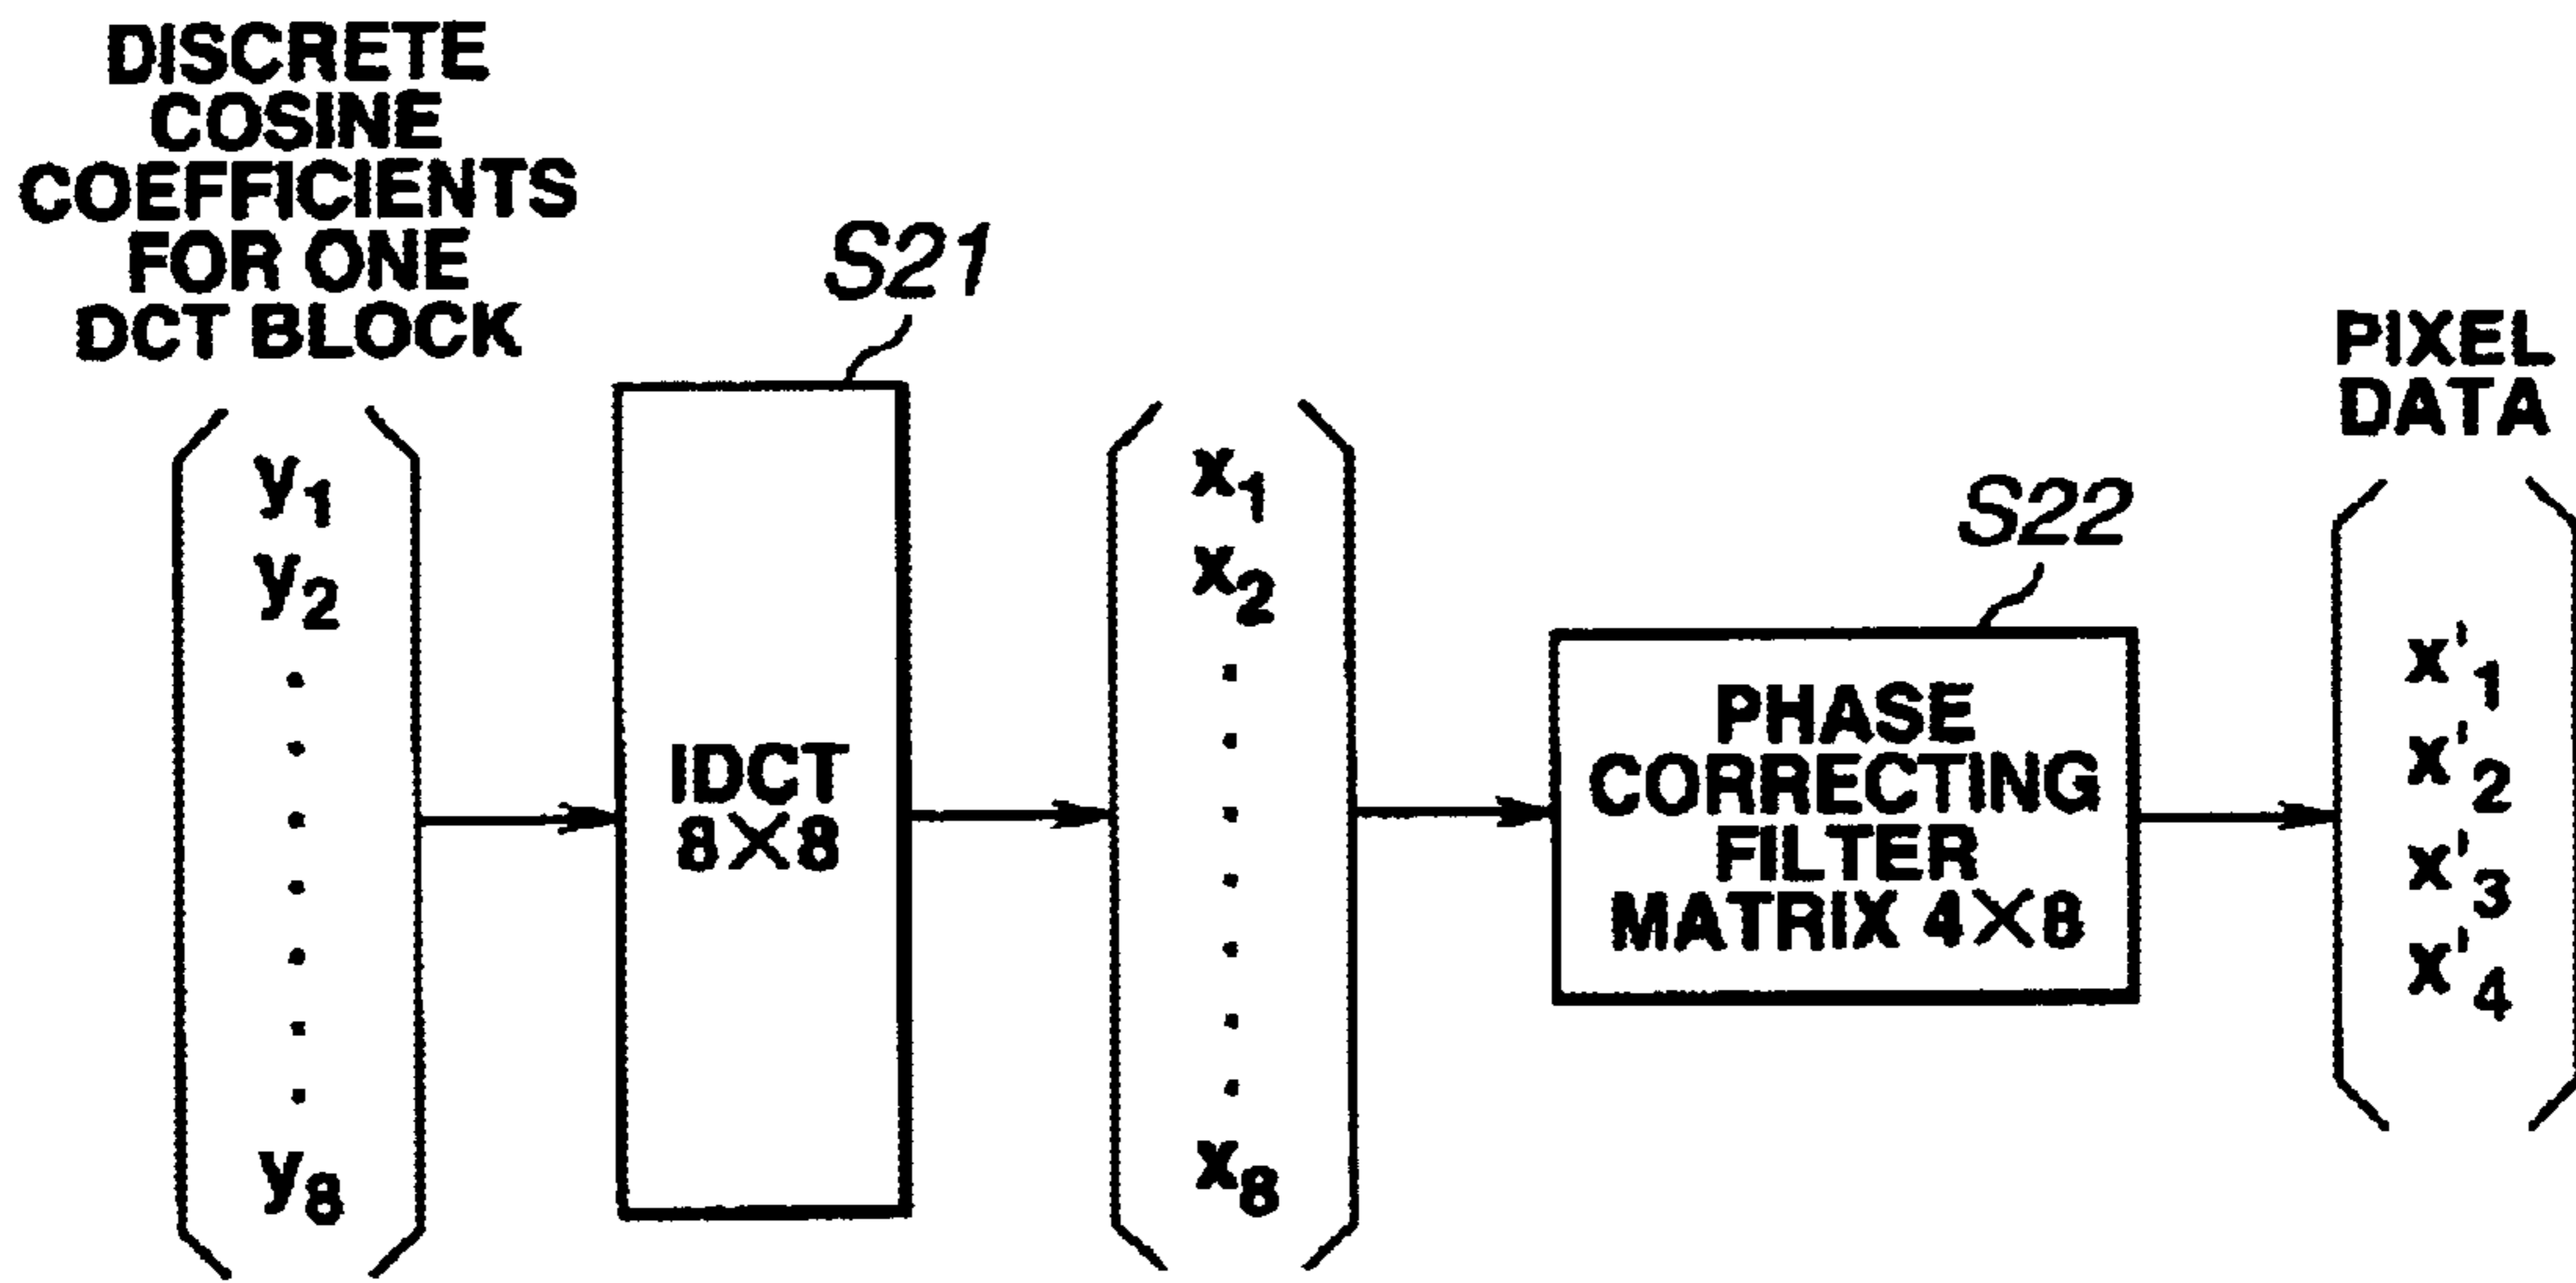 DISCRETE
COSINE
COEFFICIENTS
FOR ONE
DCT BLOCK
y1
y2
y8
S21
IDCT
8×8
x1
x2
x8
S22
PHASE
CORRECTING
FILTER
MATRIX 4×8
PIXEL
DATA
x'1
x'2
x'3
x'4